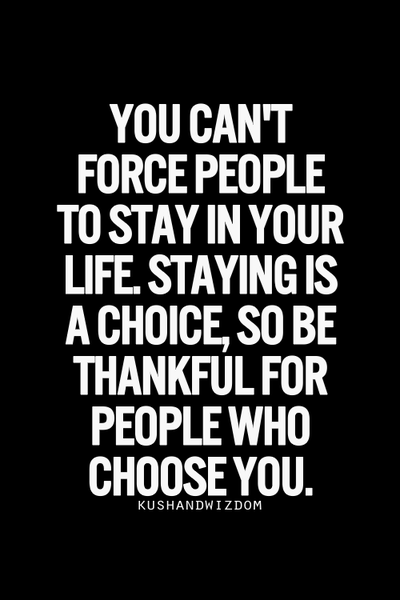 YOU CAN'T
FORCE PEOPLE
TO STAY IN YOUR
LIFE. STAYING IS
A CHOICE, SO BE
THANKFUL FOR
PEOPLE WHO
CHOOSE YOU.
KUSHANDWIZDOM